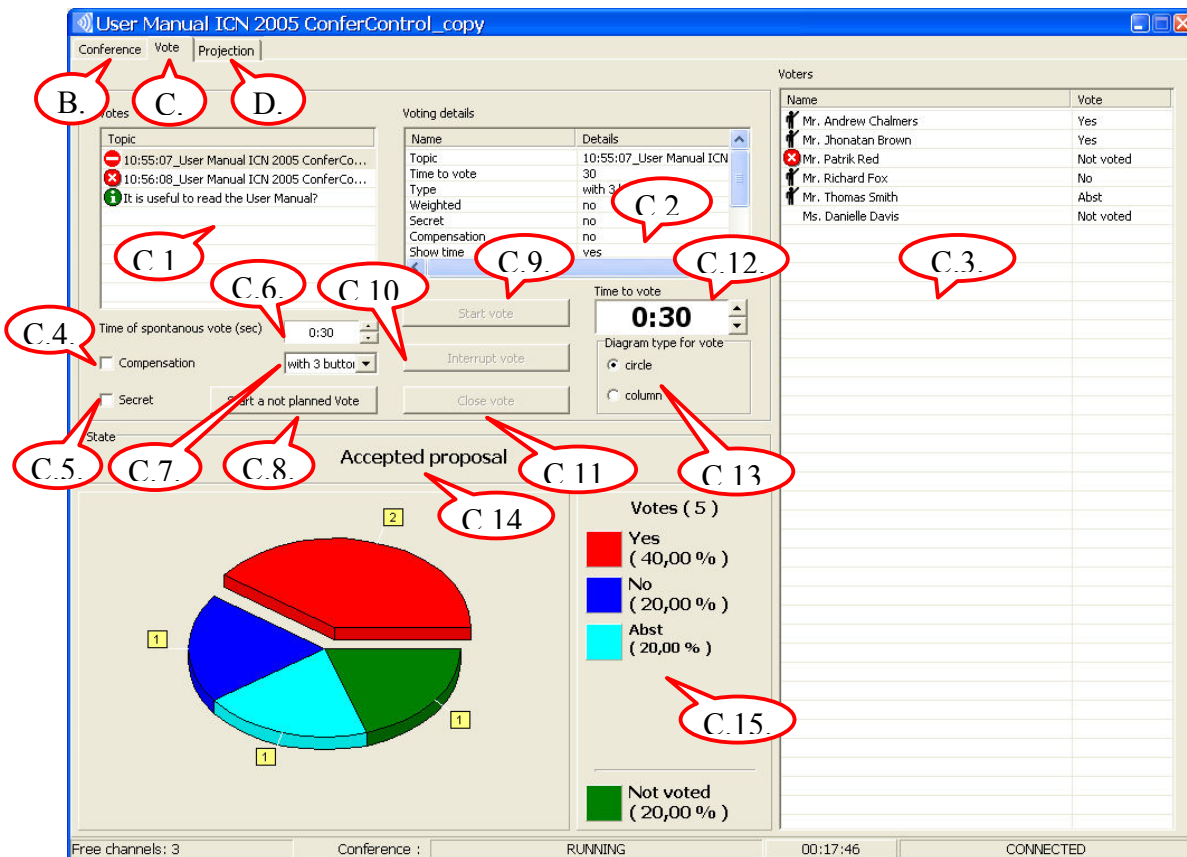 User Manual ICN 2005 ConferControl_copy
Conference Vote Projection
B. C. D.
Votes
Topic
10:55:07_User Manual ICN 2005 ConferCo...
10:56:08_User Manual ICN 2005 ConferCo...
It is useful to read the User Manual?
C.1
Voting details
Name Details
Topic 10:55:07_User Manual ICN
Time to vote 30
Type with 3
Weighted no
Secret no
Compensation no
Show time yes
C.2
Voters
Name Vote
Mr. Andrew Chalmers Yes
Mr. Jhonatan Brown Yes
Mr. Patrik Red Not voted
Mr. Richard Fox No
Mr. Thomas Smith Abst
Ms. Danielle Davis Not voted
C.3.
C.6. C.10 C.9. C.12.
Time of spontanous vote (sec) 0:30
C.4.
Compensation
with 3 buttor
Secret
Start a not planned Vote
Start vote
Interrupt vote
Close vote
Time to vote
0:30
Diagram type for vote
circle
column
C.5. C.7. C.8. C.11 C.13
State
Accepted proposal
C.14
2
1
1
1
Votes ( 5 )
Yes
( 40,00 % )
No
( 20,00 % )
Abst
( 20,00 % )
C.15.
Not voted
( 20,00 % )
Free channels: 3 Conference : RUNNING 00:17:46 CONNECTED